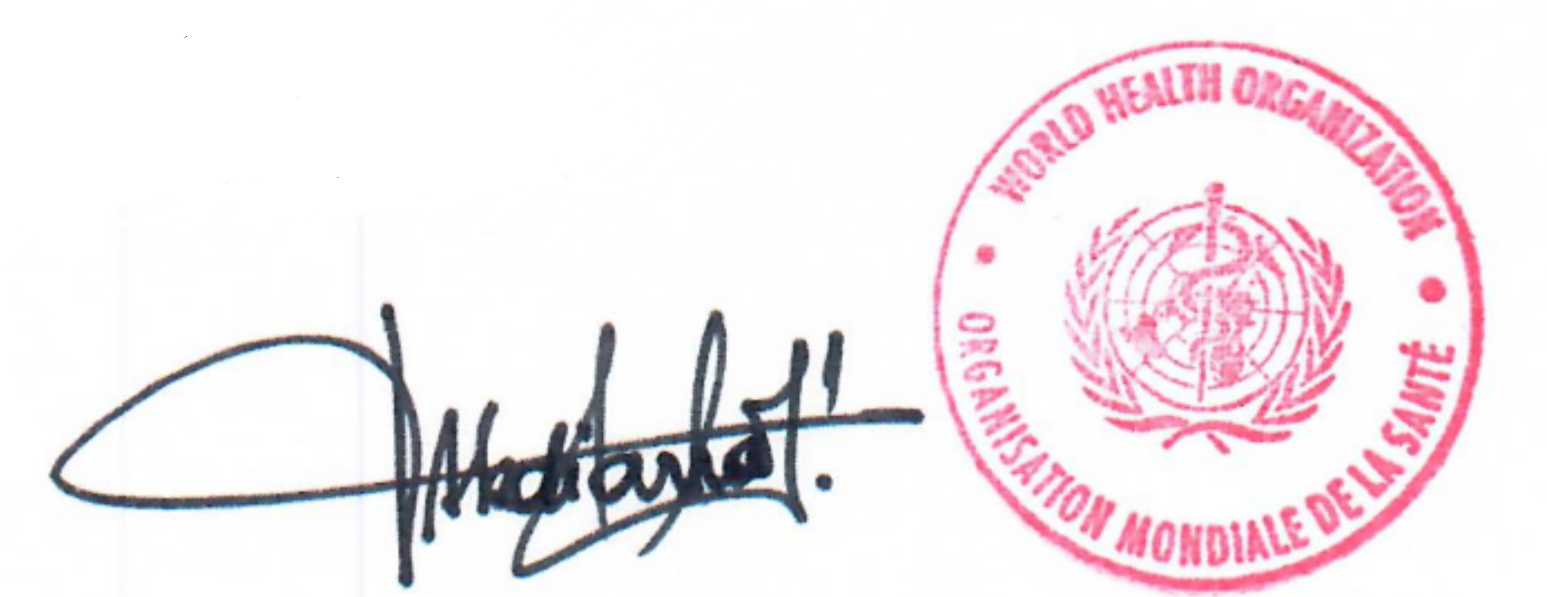 WORLD HEALTH ORGANIZATION
ORGANISATION MONDIALE DE LA SANTÉ